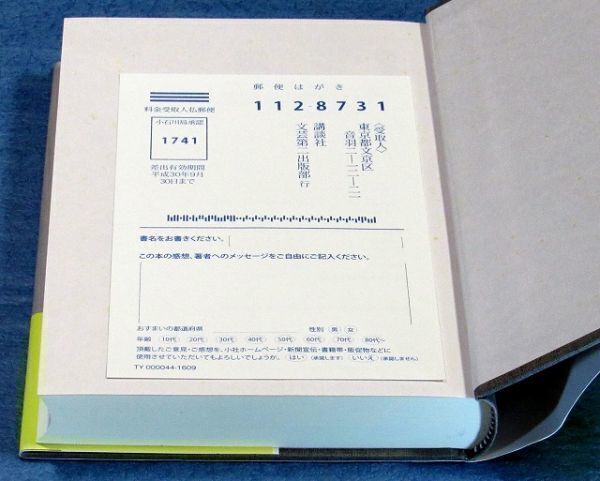 郵便はがき
料金受取人払郵便
112-8731
小石川局承認
1741
差出有効期間
平成30年9月
30日まで
〈受取人〉
東京都文京区
音羽二ー一二ー二一
講談社
文芸第二出版部 行
書名をお書きください。
この本の感想、著者へのメッセージをご自由にご記入ください。
おすまいの都道府県
性別 男 女
年齢 10代 20代 30代 40代 50代 60代 70代 80代~
頂戴したご意見・ご感想を、小社ホームページ・新聞宣伝・書籍帯・販促物などに
使用させていただいてもよろしいでしょうか。 はい (承諾します) いいえ (承諾しません)
TY 000044-1609